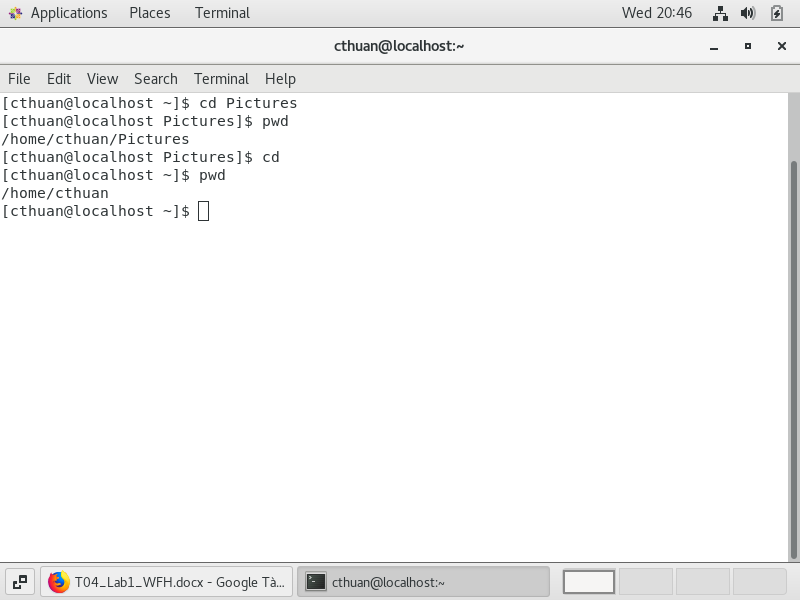 Applications Places Terminal Wed 20:46
cthuan@localhost:~
File Edit View Search Terminal Help
[cthuan@localhost ~]$ cd Pictures
[cthuan@localhost Pictures]$ pwd
/home/cthuan/Pictures
[cthuan@localhost Pictures]$ cd
[cthuan@localhost ~]$ pwd
/home/cthuan
[cthuan@localhost ~]$
T04_Lab1_WFH.docx - Google Tà... cthuan@localhost:~